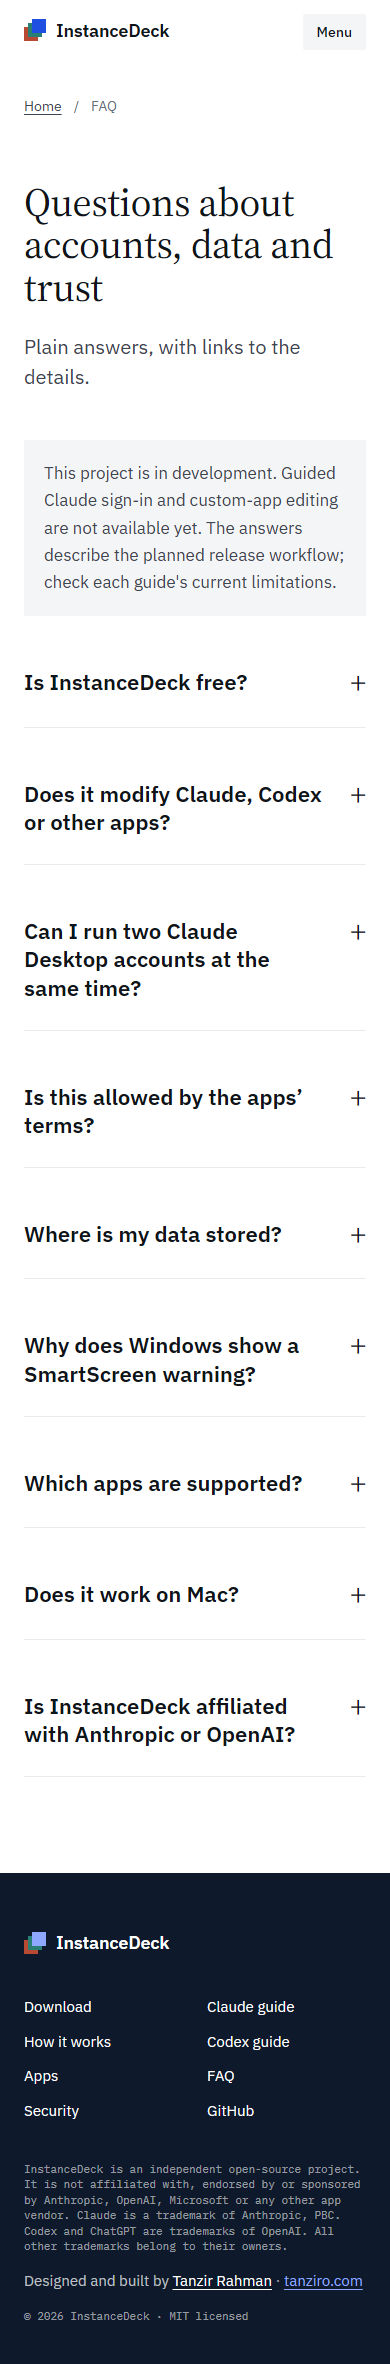 InstanceDeck
Menu
Home / FAQ
Questions about
accounts, data and
trust
Plain answers, with links to the
details.
This project is in development. Guided
Claude sign-in and custom-app editing
are not available yet. The answers
describe the planned release workflow;
check each guide's current limitations.
Is InstanceDeck free? +
Does it modify Claude, Codex +
or other apps?
Can I run two Claude +
Desktop accounts at the
same time?
Is this allowed by the apps’ +
terms?
Where is my data stored? +
Why does Windows show a +
SmartScreen warning?
Which apps are supported? +
Does it work on Mac? +
Is InstanceDeck affiliated +
with Anthropic or OpenAI?
InstanceDeck
Download Claude guide
How it works Codex guide
Apps FAQ
Security GitHub
InstanceDeck is an independent open-source project.
It is not affiliated with, endorsed by or sponsored
by Anthropic, OpenAI, Microsoft or any other app
vendor. Claude is a trademark of Anthropic, PBC.
Codex and ChatGPT are trademarks of OpenAI. All
other trademarks belong to their owners.
Designed and built by Tanzir Rahman · tanziro.com
© 2026 InstanceDeck · MIT licensed